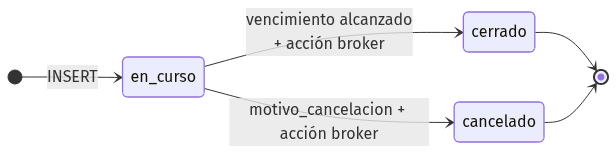 INSERT
en_curso
vencimiento alcanzado
+ acción broker
cerrado
motivo_cancelacion +
acción broker
cancelado